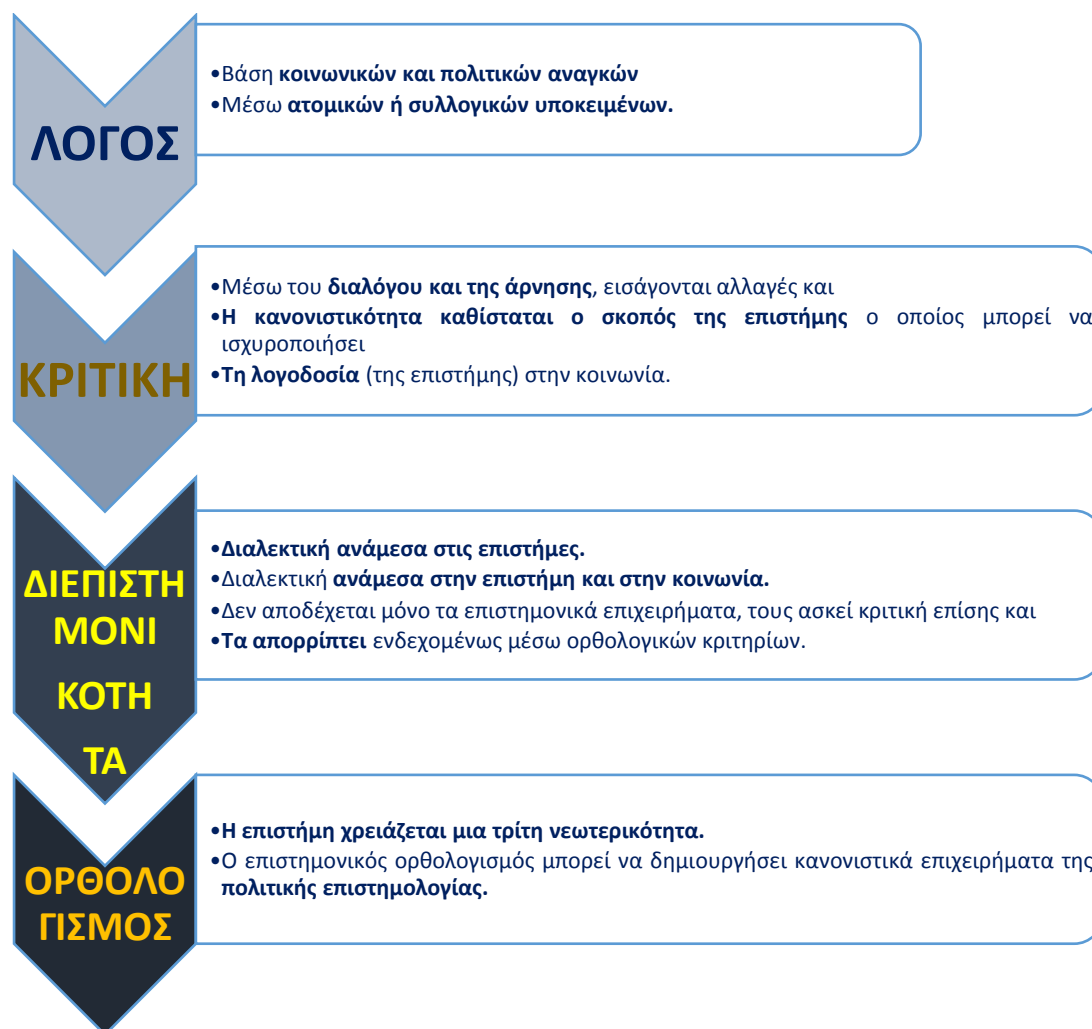 ΛΟΓΟΣ
•Βάση κοινωνικών και πολιτικών αναγκών
•Μέσω ατομικών ή συλλογικών υποκειμένων.
ΚΡΙΤΙΚΗ
•Μέσω του διαλόγου και της άρνησης, εισάγονται αλλαγές και
•Η κανονιστικότητα καθίσταται ο σκοπός της επιστήμης ο οποίος μπορεί να
ισχυροποιήσει
•Τη λογοδοσία (της επιστήμης) στην κοινωνία.
ΔΙΕΠΙΣΤΗ
ΜΟΝΙ
ΚΟΤΗ
ΤΑ
•Διαλεκτική ανάμεσα στις επιστήμες.
•Διαλεκτική ανάμεσα στην επιστήμη και στην κοινωνία.
•Δεν αποδέχεται μόνο τα επιστημονικά επιχειρήματα, τους ασκεί κριτική επίσης και
•Τα απορρίπτει ενδεχομένως μέσω ορθολογικών κριτηρίων.
ΟΡΘΟΛΟ
ΓΙΣΜΟΣ
•Η επιστήμη χρειάζεται μια τρίτη νεωτερικότητα.
•Ο επιστημονικός ορθολογισμός μπορεί να δημιουργήσει κανονιστικά επιχειρήματα της
πολιτικής επιστημολογίας.